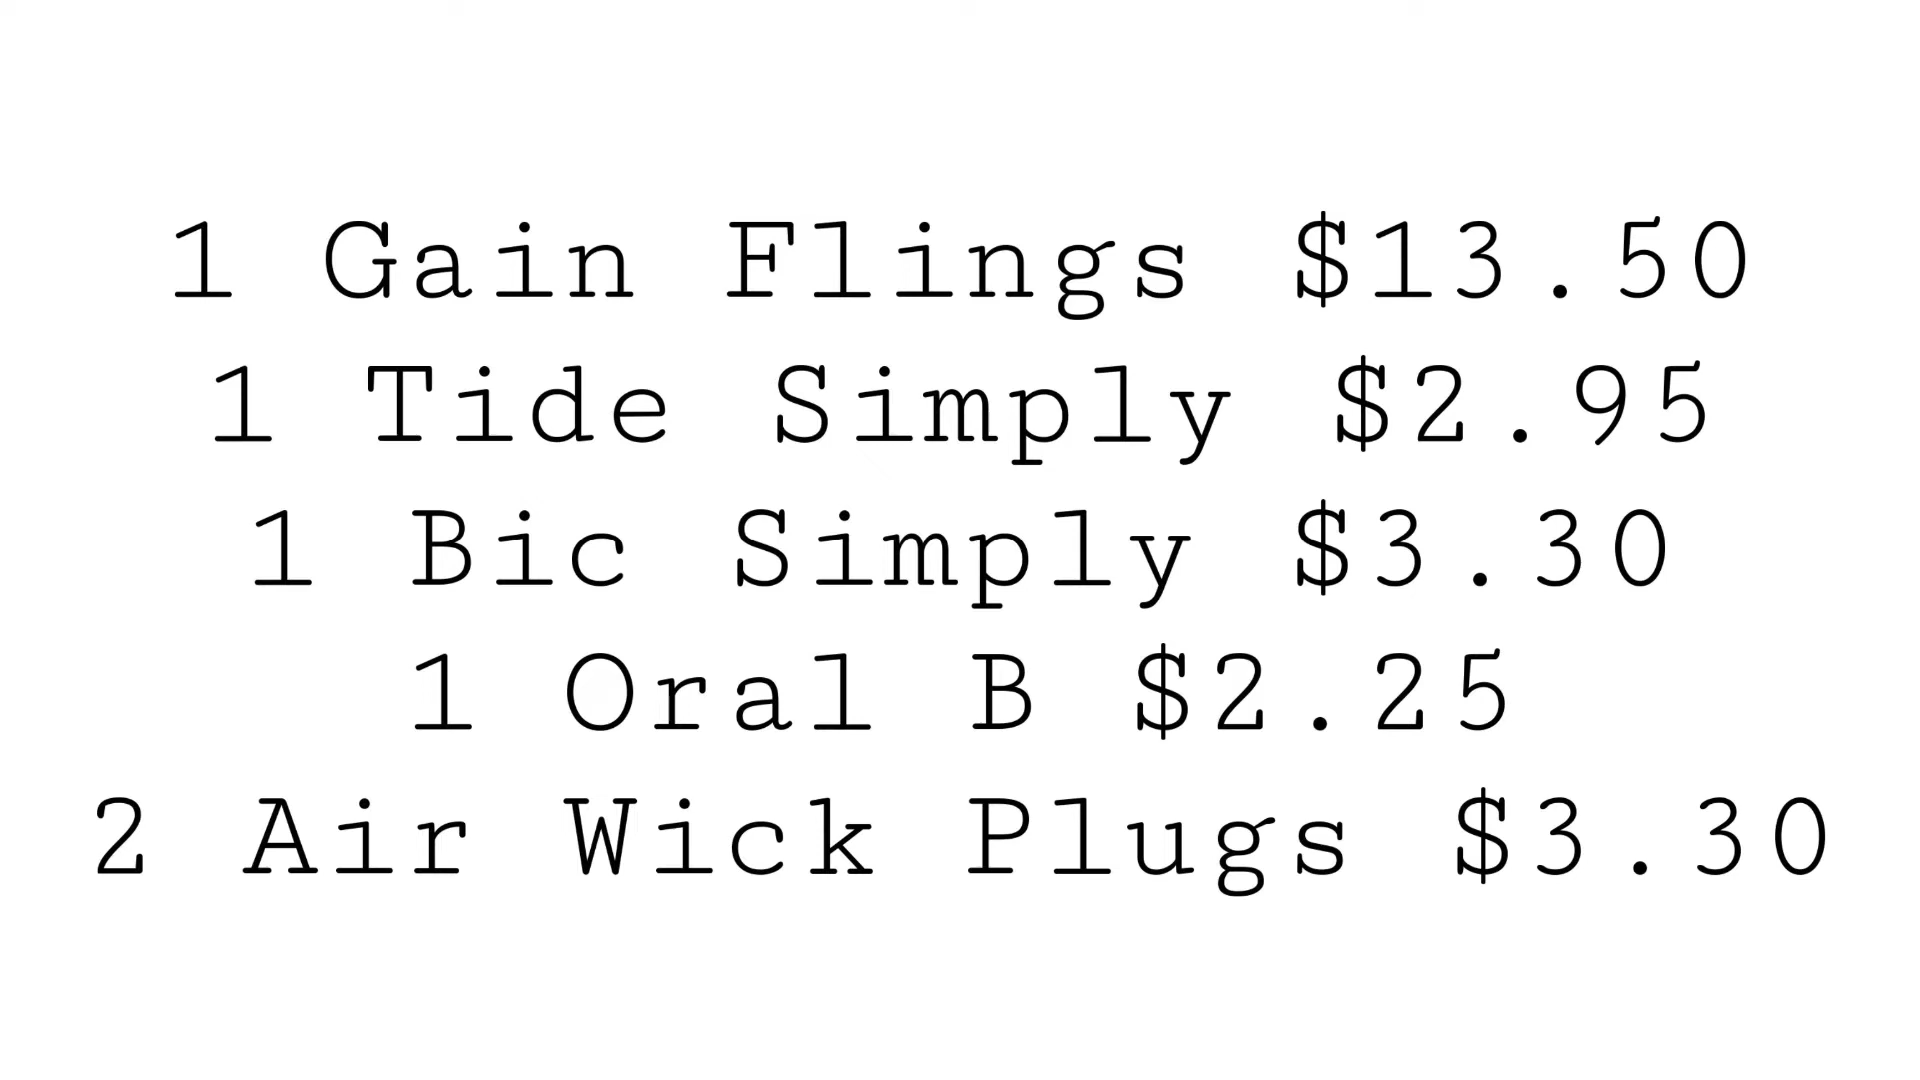 1 Gain Flings $13.50
1 Tide Simply $2.95
1 Bic Simply $3.30
1 Oral B $2.25
2 Air Wick Plugs $3.30